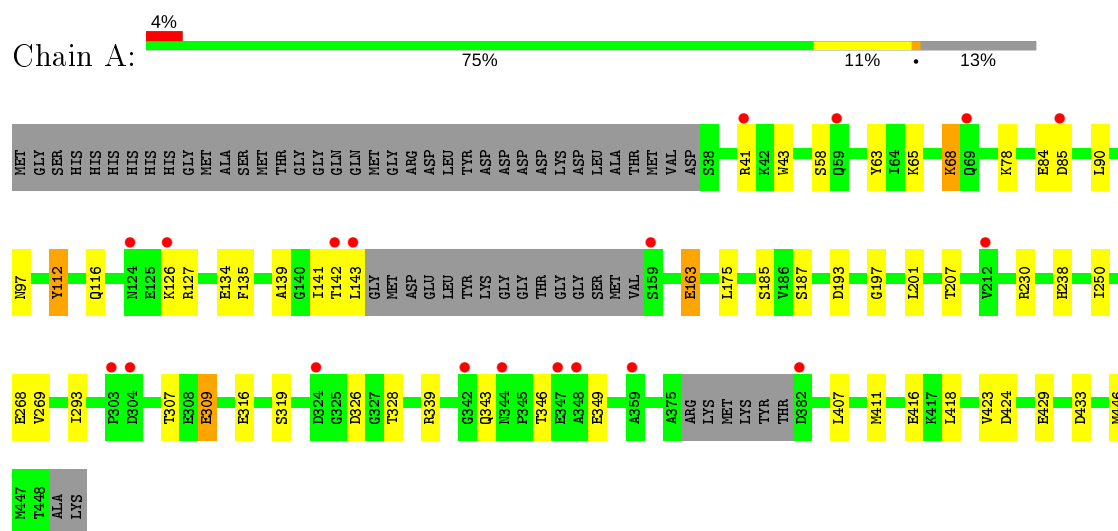 4%
Chain A:
75% 11% • 13%
MET GLY SER HIS HIS HIS HIS HIS HIS HIS GLY MET ALA SER MET THR GLY GLY GLN GLN MET GLY ARG ASP LEU TYR ASP ASP ASP ASP LYS ASP LEU ALA THR MET VAL ASP S38 R41 K42 W43 S58 Q59 Y63 I64 K65 K68 Q69 K78 E84 D85 L90
N97 Y112 Q116 N124 E125 K126 R127 E134 F135 A139 G140 I141 T142 L143 GLY MET ASP GLU LEU TYR LYS GLY GLY THR GLY GLY SER MET VAL S159 E163 L175 S185 V186 S187 D193 G197 L201 T207 V212 R230 H238 I250
E268 V269 I293 P303 D304 T307 E308 E309 E316 S319 D324 G325 D326 G327 T328 R339 G342 Q343 N344 P345 T346 E347 A348 E349 A359 A375 ARG LYS MET LYS TYR THR D382 L407 M411 E416 K417 L418 V423 D424 E429 D433 M446
M447 T448 ALA LYS